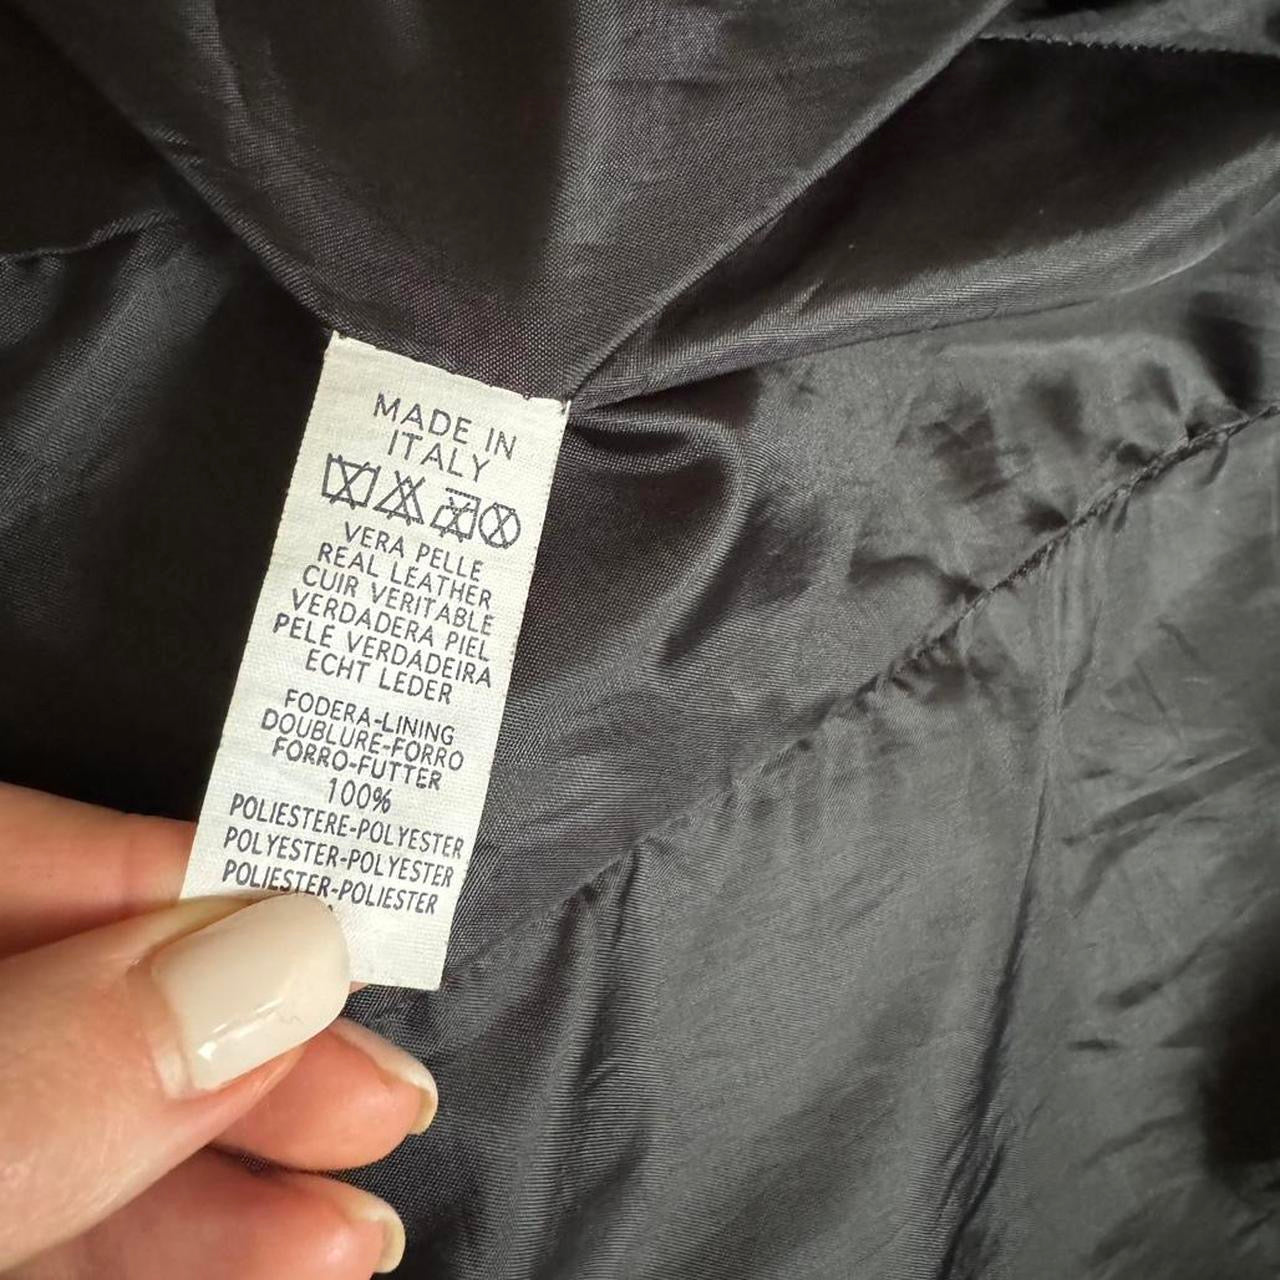 MADE IN
ITALY
VERA PELLE
REAL LEATHER
CUIR VERITABLE
VERDADERA PIEL
PELE VERDADEIRA
ECHT LEDER
FODERA-LINING
DOUBLURE-FORRO
FORRO-FUTTER
100%
POLIESTERE-POLYESTER
POLYESTER-POLYESTER
POLIESTER-POLIESTER